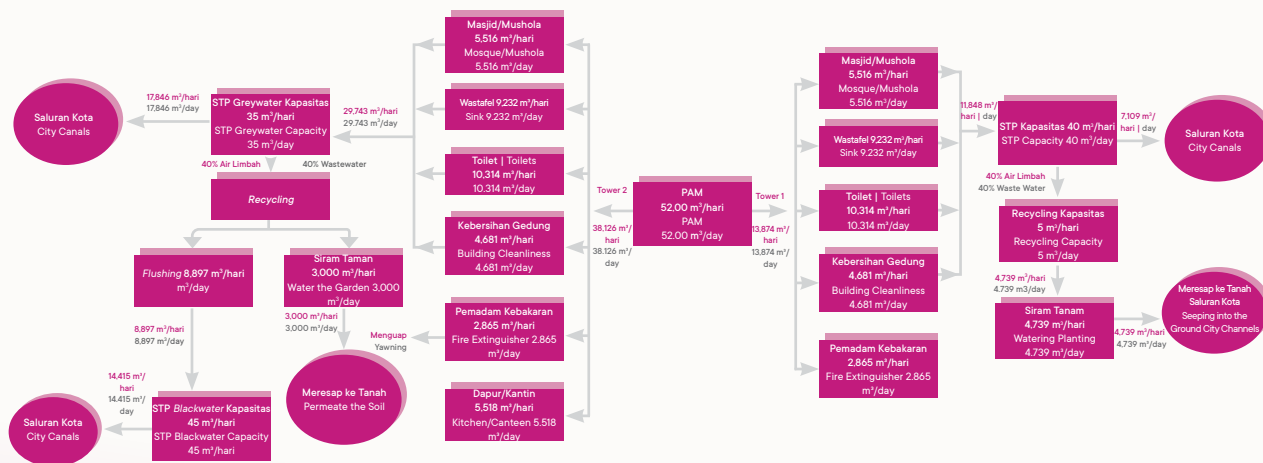 Masjid/Mushola
5,516 m³/hari
Mosque/Mushola
5.516 m³/day
Wastafel 9,232 m³/hari
Sink 9.232 m³/day
Toilet | Toilets
10,314 m³/hari
10.314 m³/day
Kebersihan Gedung
4,681 m³/hari
Building Cleanliness
4.681 m³/day
Pemadam Kebakaran
2,865 m³/hari
Fire Extinguisher 2.865
m³/day
Dapur/Kantin
5,518 m³/hari
Kitchen/Canteen 5.518
m³/day
Saluran Kota
City Canals
17,846 m³/hari
17,846 m³/day
STP Greywater Kapasitas
35 m³/hari
STP Greywater Capacity
35 m³/day
29,743 m³/hari
29.743 m³/day
40% Air Limbah
40% Wastewater
Recycling
Flushing 8,897 m³/hari
m³/day
Siram Taman
3,000 m³/hari
Water the Garden 3,000
m³/day
8,897 m³/hari
8,897 m³/day
3,000 m³/hari
3,000 m³/day
Menguap
Yawning
Meresap ke Tanah
Permeate the Soil
14.415 m³/
hari
14.415 m³/
day
STP Blackwater Kapasitas
45 m³/hari
STP Blackwater Capacity
45 m³/hari
Saluran Kota
City Canals
Tower 2
38,126 m³/
hari
38.126 m³/
day
PAM
52,00 m³/hari
PAM
52.00 m³/day
Tower 1
13,874 m³/
hari
13,874 m³/
day
Masjid/Mushola
5,516 m³/hari
Mosque/Mushola
5.516 m³/day
Wastafel 9,232 m³/hari
Sink 9.232 m³/day
Toilet | Toilets
10,314 m³/hari
10.314 m³/day
Kebersihan Gedung
4,681 m³/hari
Building Cleanliness
4.681 m³/day
Pemadam Kebakaran
2,865 m³/hari
Fire Extinguisher 2.865
m³/day
11,848 m³/
hari | day
STP Kapasitas 40 m³/hari
STP Capacity 40 m³/day
7.109 m³/
hari | day
Saluran Kota
City Canals
40% Air Limbah
40% Waste Water
Recycling Kapasitas
5 m³/hari
Recycling Capacity
5 m³/day
4.739 m³/hari
4.739 m3/day
Siram Tanam
4,739 m³/hari
Watering Planting
4.739 m³/day
4,739 m³/hari
4,739 m³/day
Meresap ke Tanah
Saluran Kota
Seeping into the
Ground City Channels